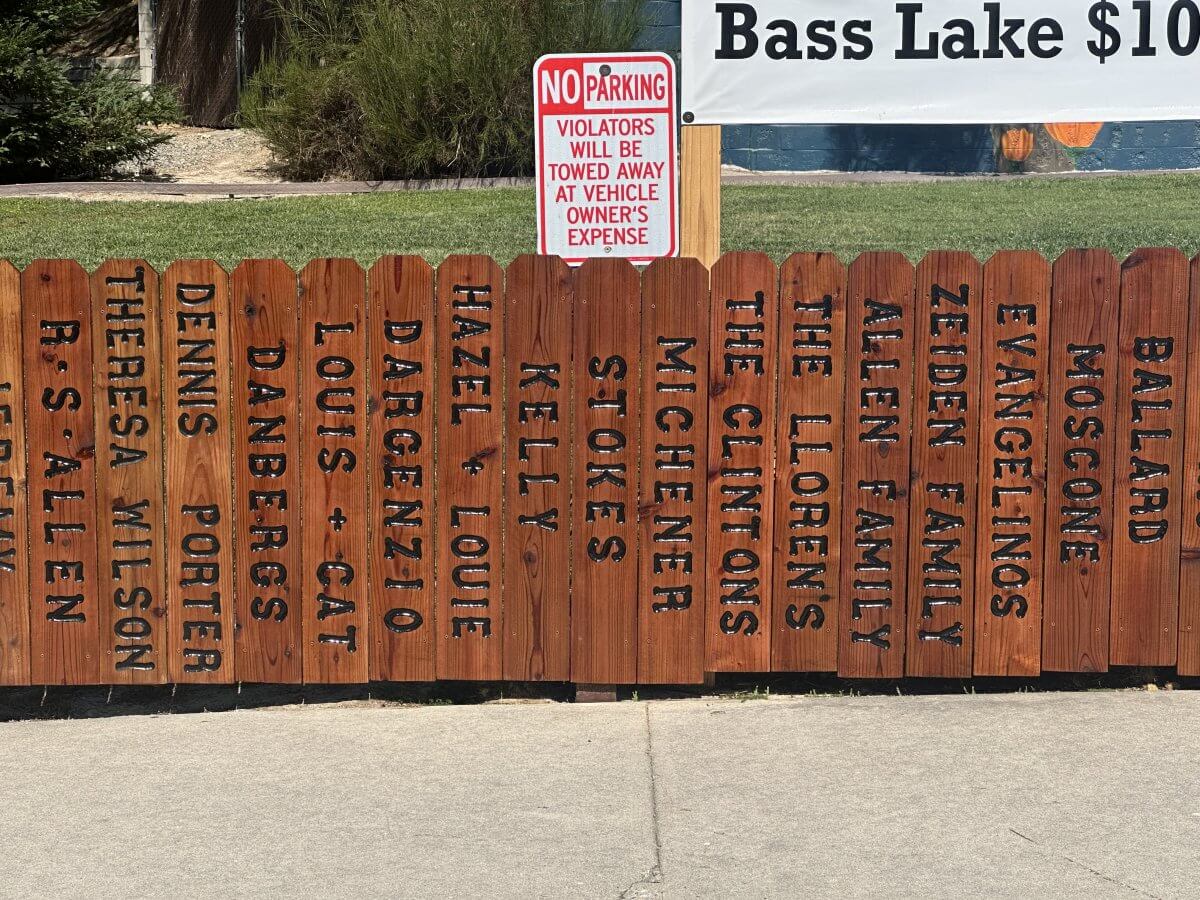 Bass Lake $10
NO PARKING
VIOLATORS
WILL BE
TOWED AWAY
AT VEHICLE
OWNER'S
EXPENSE
R.'S. ALLEN
THERESA WILSON
DENNIS PORTER
DANBERGS
LOUIS + CAT
DARGENZIO
HAZEL + LOUIE
KELLY
STOKES
MICHENER
THE CLINTONS
THE LLOREN'S
ALLEN FAMILY
ZEIDEN FAMILY
EVANGELINOS
MOSCONE
BALLARD